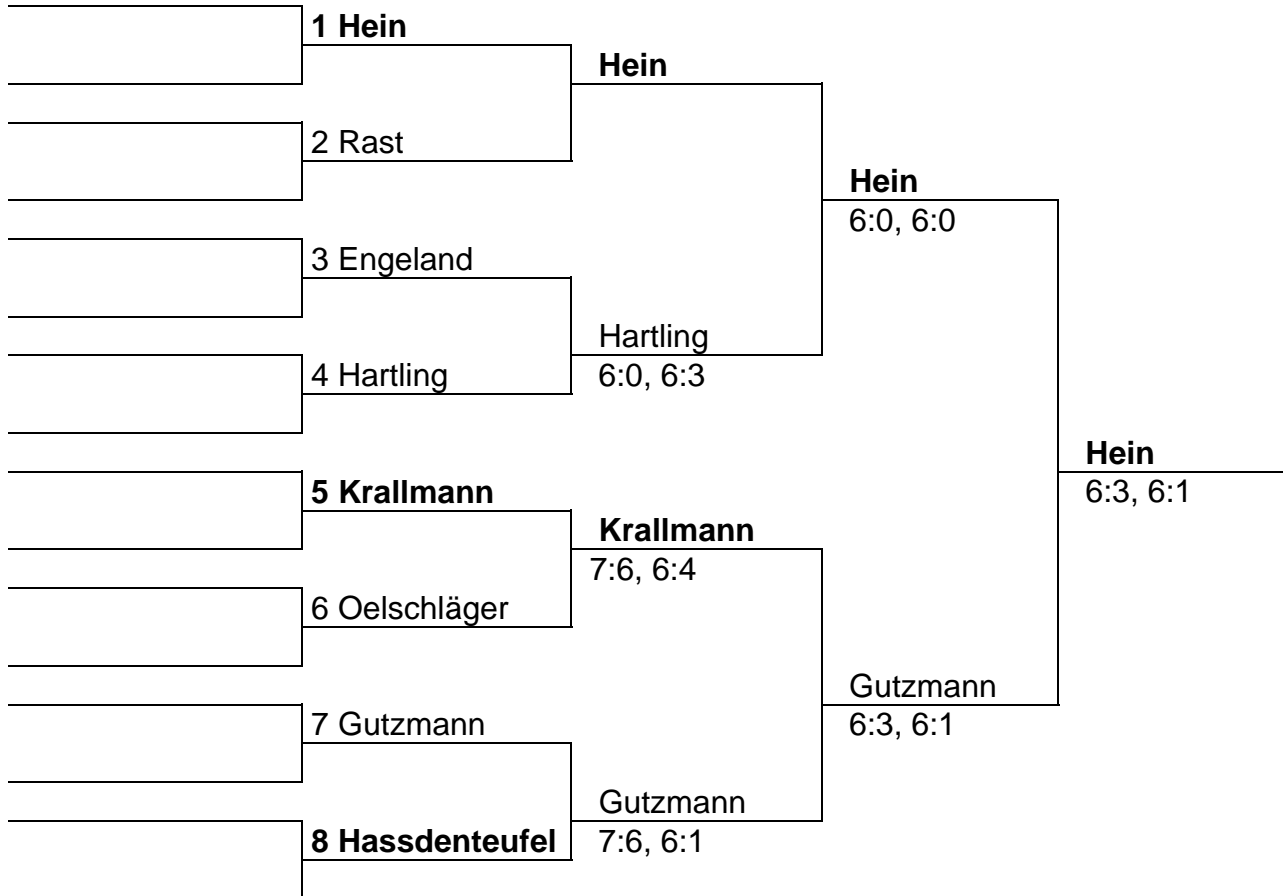 1 Hein
Hein
2 Rast
Hein
6:0, 6:0
3 Engeland
Hartling
4 Hartling
6:0, 6:3
Hein
5 Krallmann
6:3, 6:1
Krallmann
7:6, 6:4
6 Oelschläger
Gutzmann
7 Gutzmann
6:3, 6:1
Gutzmann
8 Hassdenteufel
7:6, 6:1